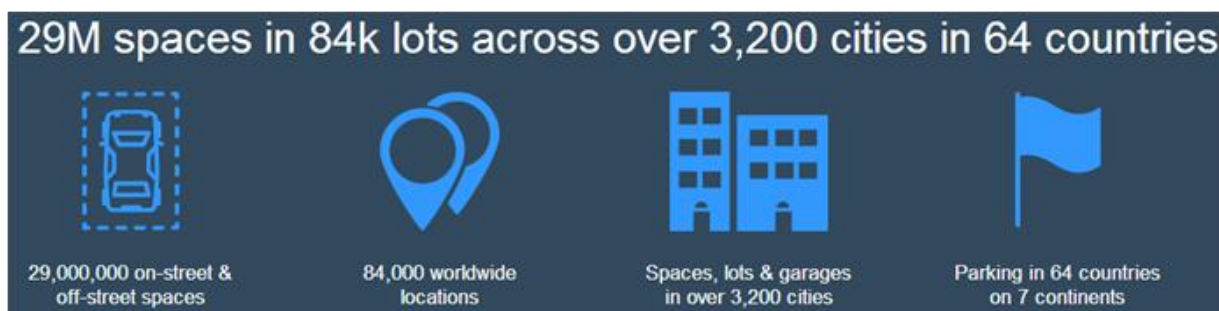 29M spaces in 84k lots across over 3,200 cities in 64 countries
29,000,000 on-street &
off-street spaces
84,000 worldwide
locations
Spaces, lots & garages
in over 3,200 cities
Parking in 64 countries
on 7 continents